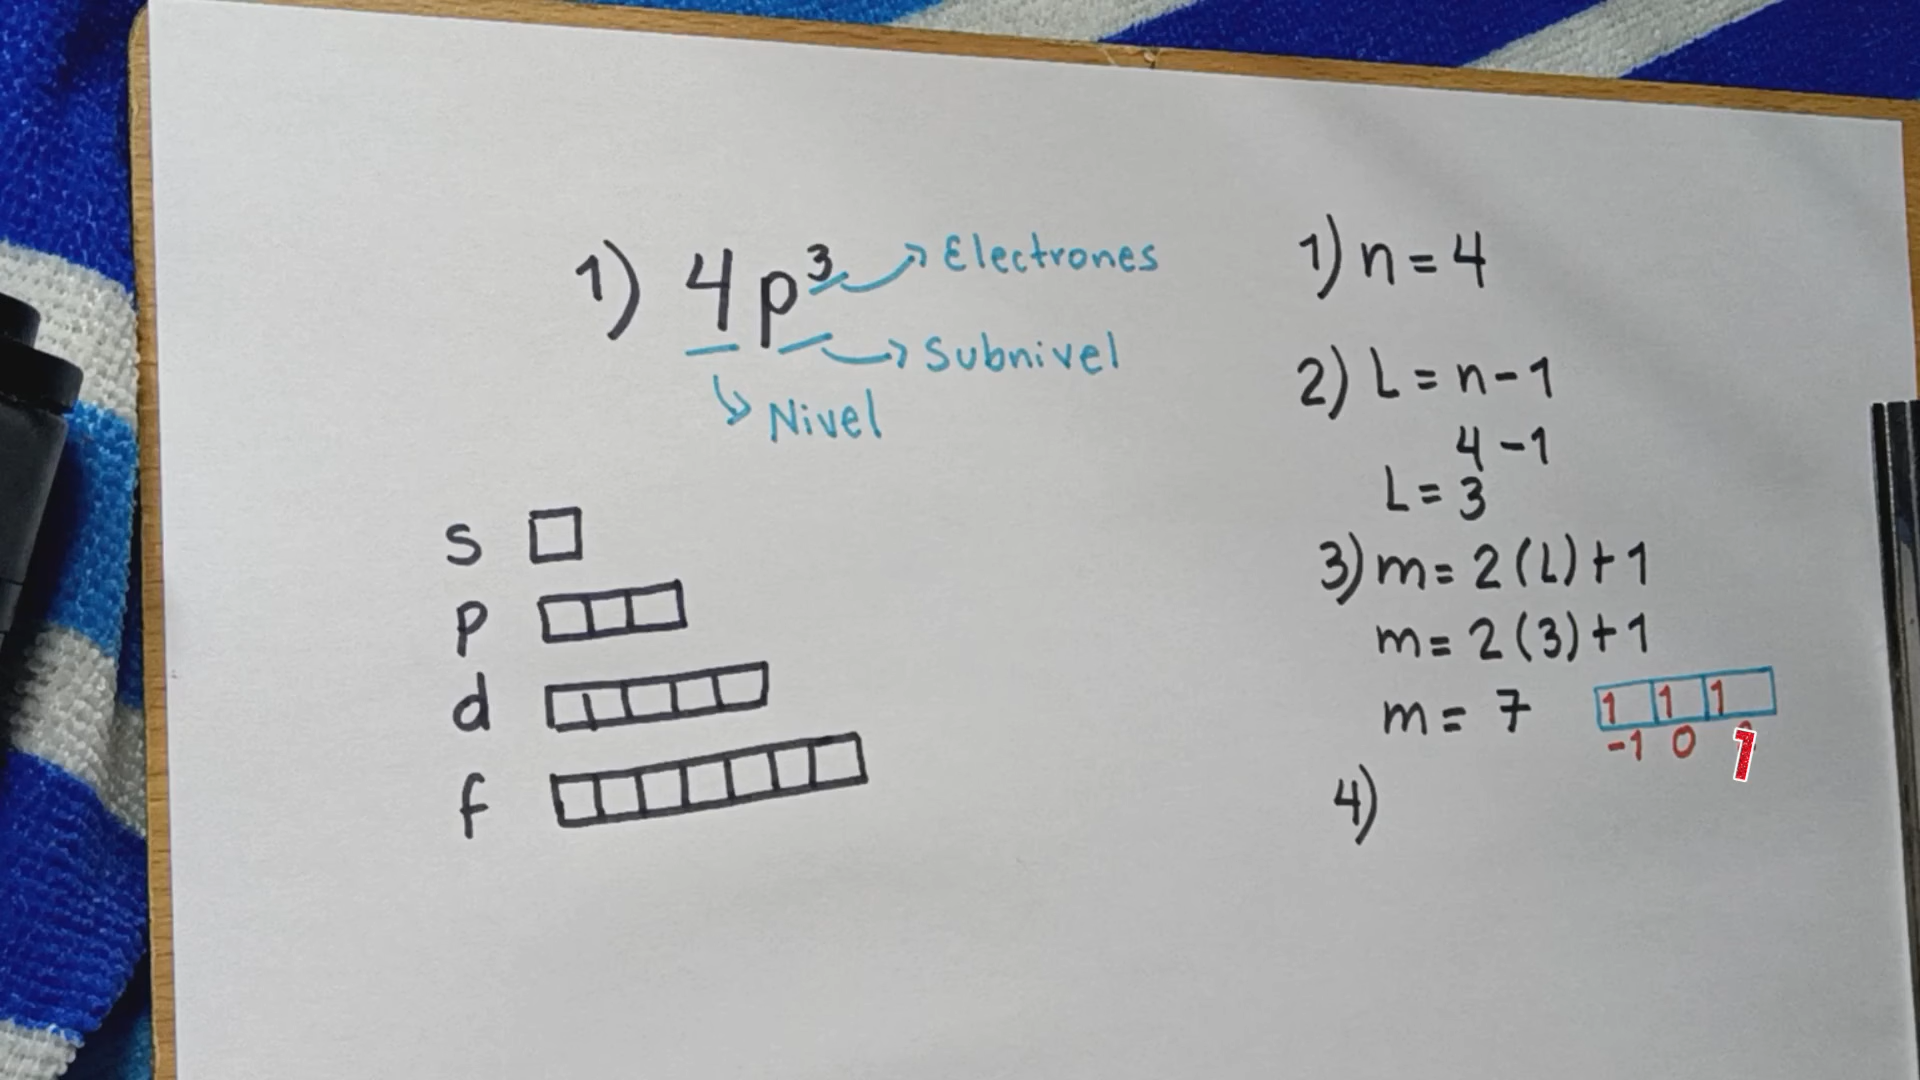 1) 4p³ → Electrones
→ Subnivel
→ Nivel
s
p
d
f
1) n = 4
2) L = n - 1
4 - 1
L = 3
3) m = 2 (L) + 1
m = 2 (3) + 1
m = 7
1 1 1
-1 0 1
4)